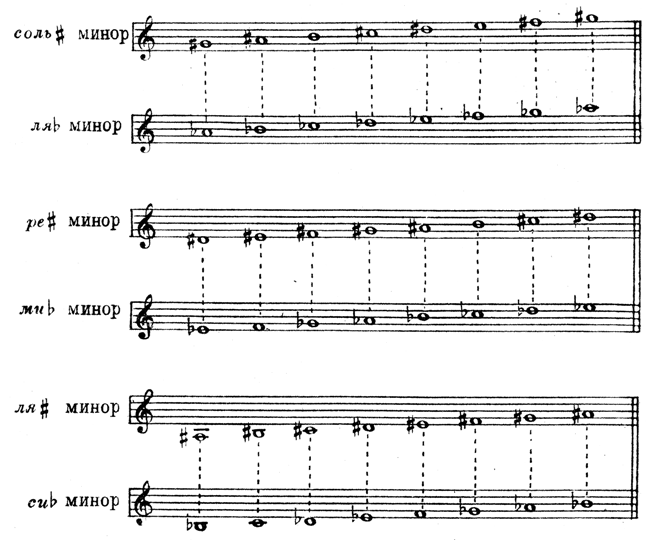 соль♯ минор
ля♭ минор
ре♯ минор
ми♭ минор
ля♯ минор
си♭ минор